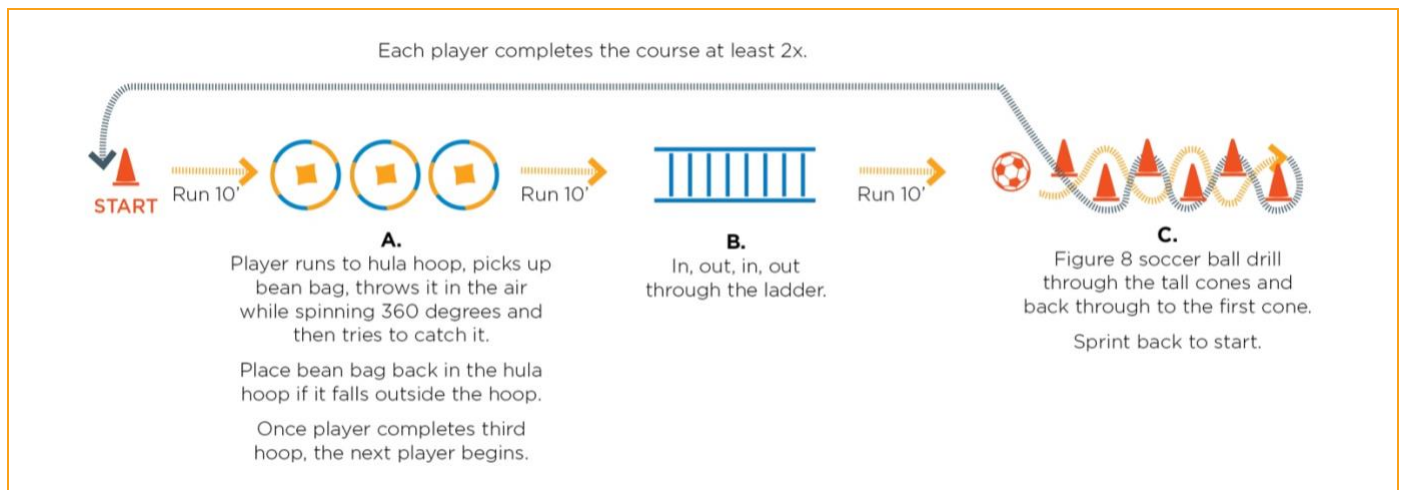 Each player completes the course at least 2x.
START
Run 10'
Run 10'
Run 10'
A.
Player runs to hula hoop, picks up
bean bag, throws it in the air
while spinning 360 degrees and
then tries to catch it.
Place bean bag back in the hula
hoop if it falls outside the hoop.
Once player completes third
hoop, the next player begins.
B.
In, out, in, out
through the ladder.
C.
Figure 8 soccer ball drill
through the tall cones and
back through to the first cone.
Sprint back to start.